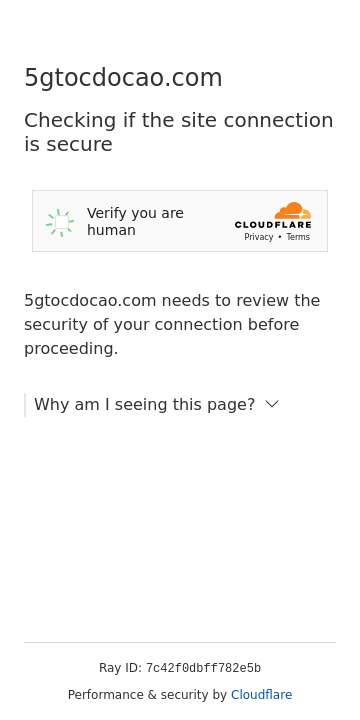 5gtocdocao.com
Checking if the site connection
is secure
Verify you are
human
CLOUDFLARE
Privacy • Terms
5gtocdocao.com needs to review the
security of your connection before
proceeding.
Why am I seeing this page?
Ray ID: 7c42f0dbff782e5b
Performance & security by Cloudflare